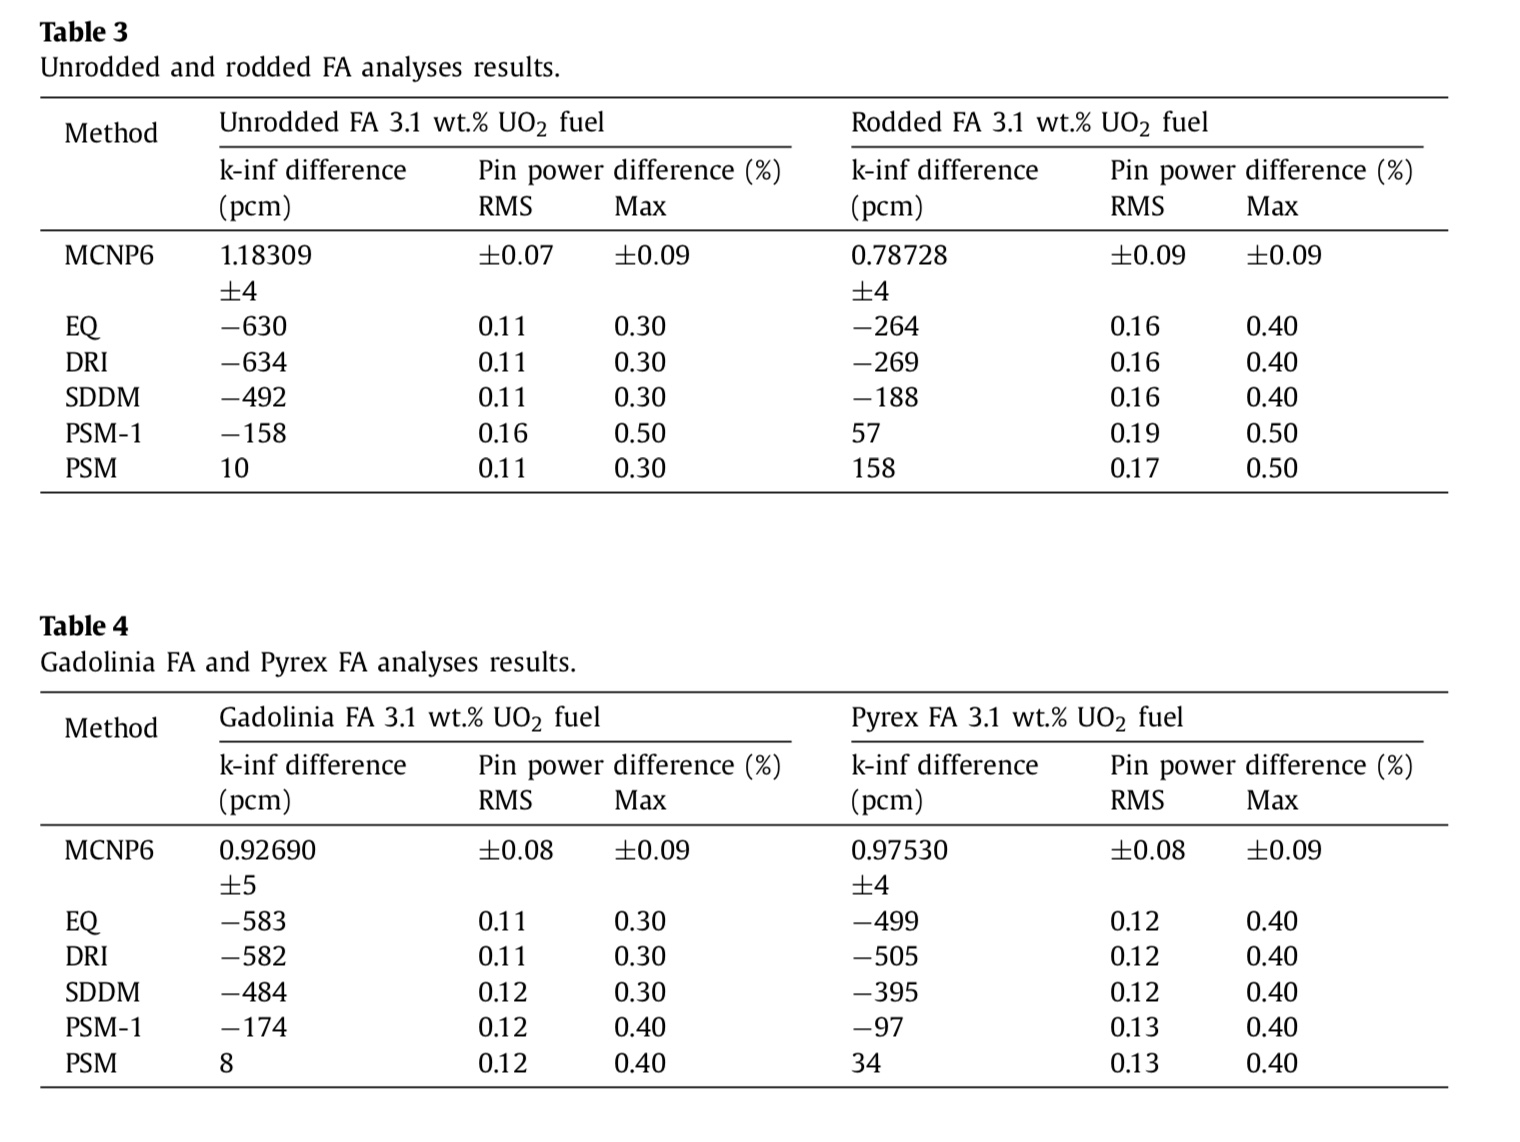 Table 3
Unrodded and rodded FA analyses results.
Method Unrodded FA 3.1 wt.% UO₂ fuel Rodded FA 3.1 wt.% UO₂ fuel
k-inf difference Pin power difference (%) k-inf difference Pin power difference (%)
(pcm) RMS Max (pcm) RMS Max
MCNP6 1.18309 ±0.07 ±0.09 0.78728 ±0.09 ±0.09
±4 ±4
EQ −630 0.11 0.30 −264 0.16 0.40
DRI −634 0.11 0.30 −269 0.16 0.40
SDDM −492 0.11 0.30 −188 0.16 0.40
PSM-1 −158 0.16 0.50 57 0.19 0.50
PSM 10 0.11 0.30 158 0.17 0.50
Table 4
Gadolinia FA and Pyrex FA analyses results.
Method Gadolinia FA 3.1 wt.% UO₂ fuel Pyrex FA 3.1 wt.% UO₂ fuel
k-inf difference Pin power difference (%) k-inf difference Pin power difference (%)
(pcm) RMS Max (pcm) RMS Max
MCNP6 0.92690 ±0.08 ±0.09 0.97530 ±0.08 ±0.09
±5 ±4
EQ −583 0.11 0.30 −499 0.12 0.40
DRI −582 0.11 0.30 −505 0.12 0.40
SDDM −484 0.12 0.30 −395 0.12 0.40
PSM-1 −174 0.12 0.40 −97 0.13 0.40
PSM 8 0.12 0.40 34 0.13 0.40